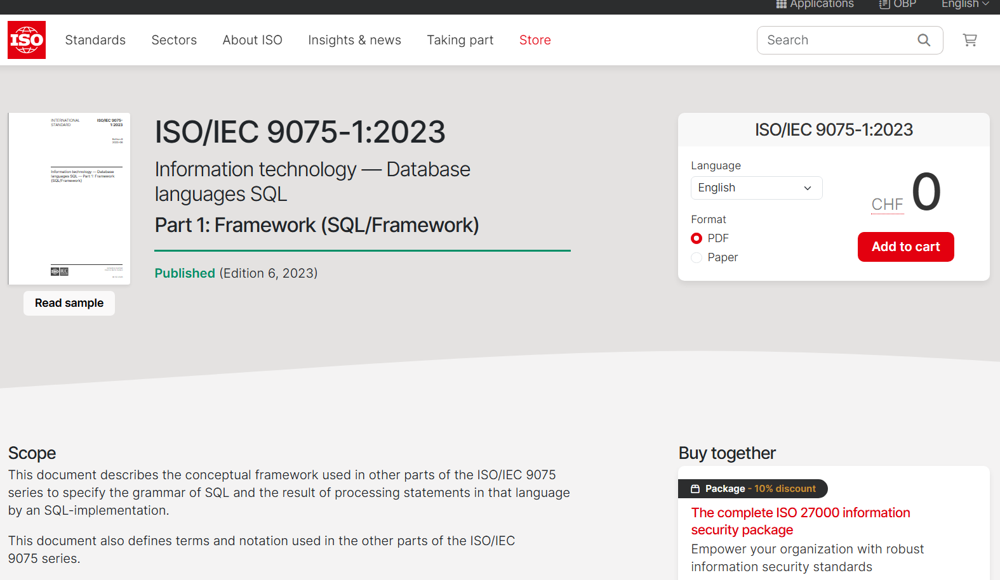 Applications
OBP
English
ISO
Standards
Sectors
About ISO
Insights & news
Taking part
Store
Search
INTERNATIONAL
STANDARD
ISO/IEC 9075-
1:2023
Edition 6
2023-06
Information technology — Database
languages SQL — Part 1: Framework
(SQL/Framework)
ISO IEC
Read sample
ISO/IEC 9075-1:2023
Information technology — Database
languages SQL
Part 1: Framework (SQL/Framework)
Published (Edition 6, 2023)
ISO/IEC 9075-1:2023
Language
English
Format
PDF
Paper
CHF 0
Add to cart
Scope
This document describes the conceptual framework used in other parts of the ISO/IEC 9075
series to specify the grammar of SQL and the result of processing statements in that language
by an SQL-implementation.
This document also defines terms and notation used in the other parts of the ISO/IEC
9075 series.
Buy together
Package - 10% discount
The complete ISO 27000 information
security package
Empower your organization with robust
information security standards